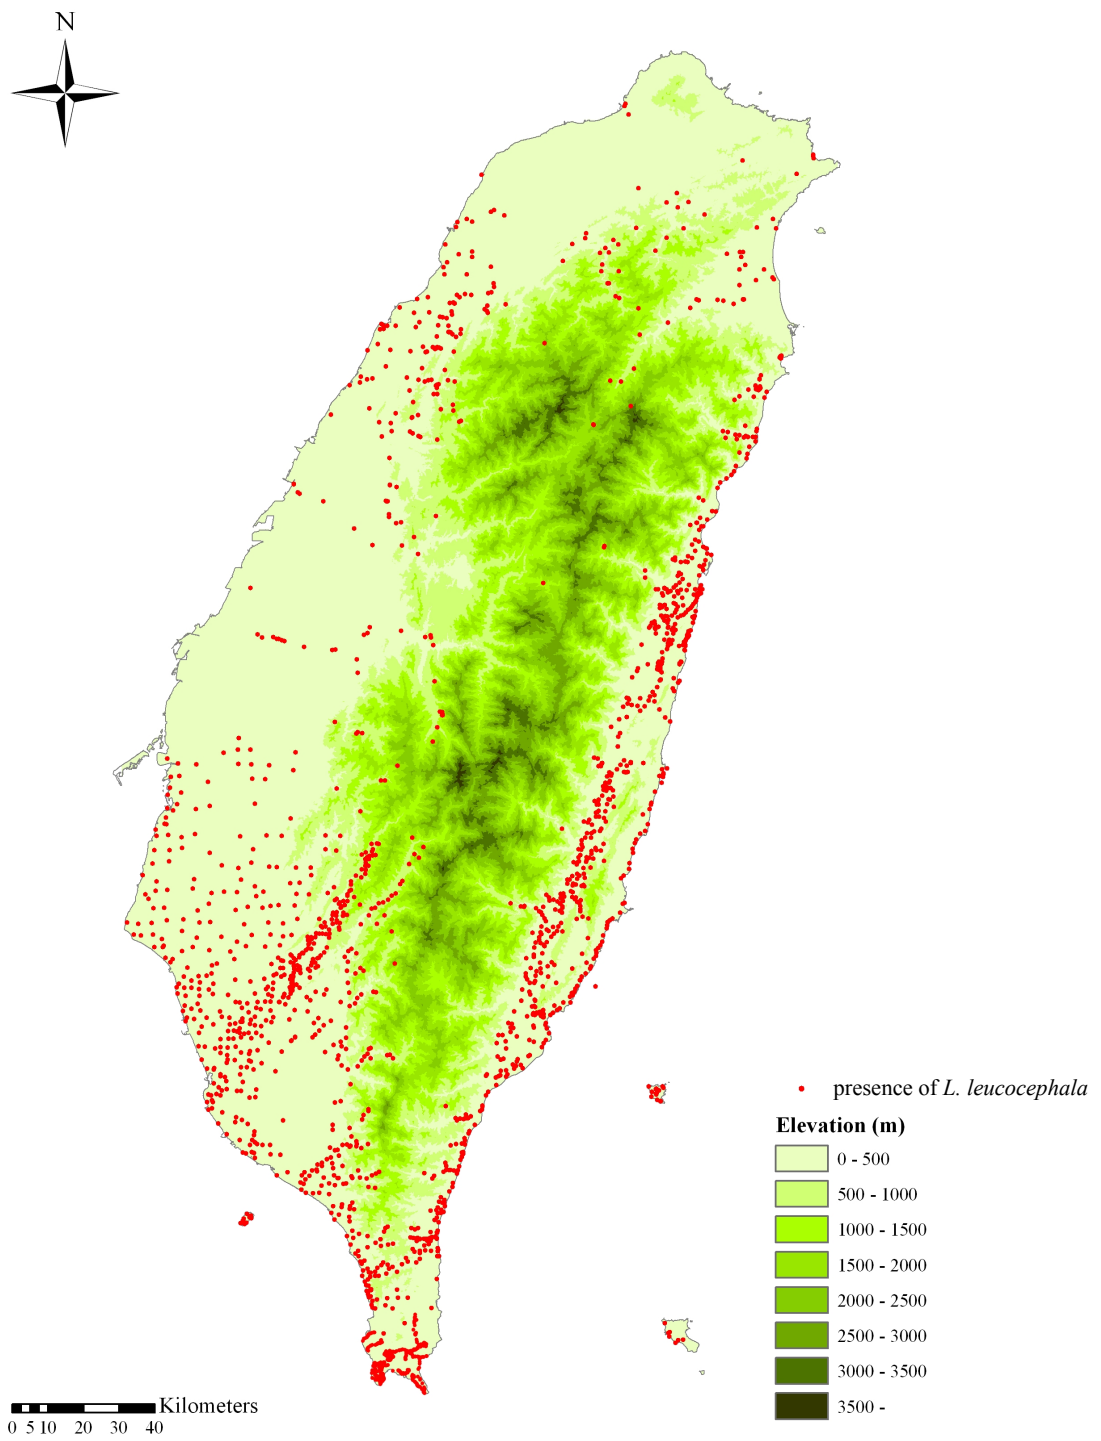 N
presence of L. leucocephala
Elevation (m)
0 - 500
500 - 1000
1000 - 1500
1500 - 2000
2000 - 2500
2500 - 3000
3000 - 3500
3500 -
Kilometers
0 5 10 20 30 40